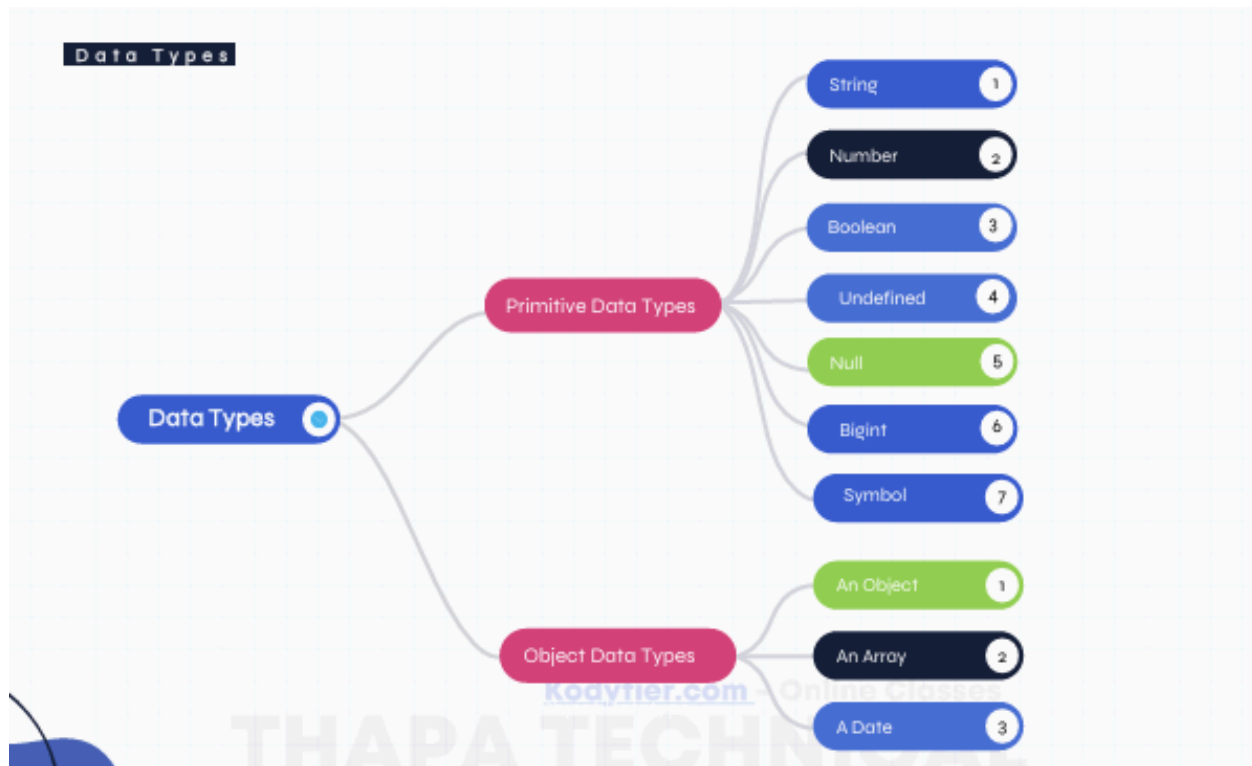 Data Types
String 1
Number 2
Boolean 3
Undefined 4
Null 5
Bigint 6
Symbol 7
Primitive Data Types
Data Types
An Object 1
An Array 2
A Date 3
Object Data Types
Kodyfier.com - Online Classes
THAPA TECHNICAL